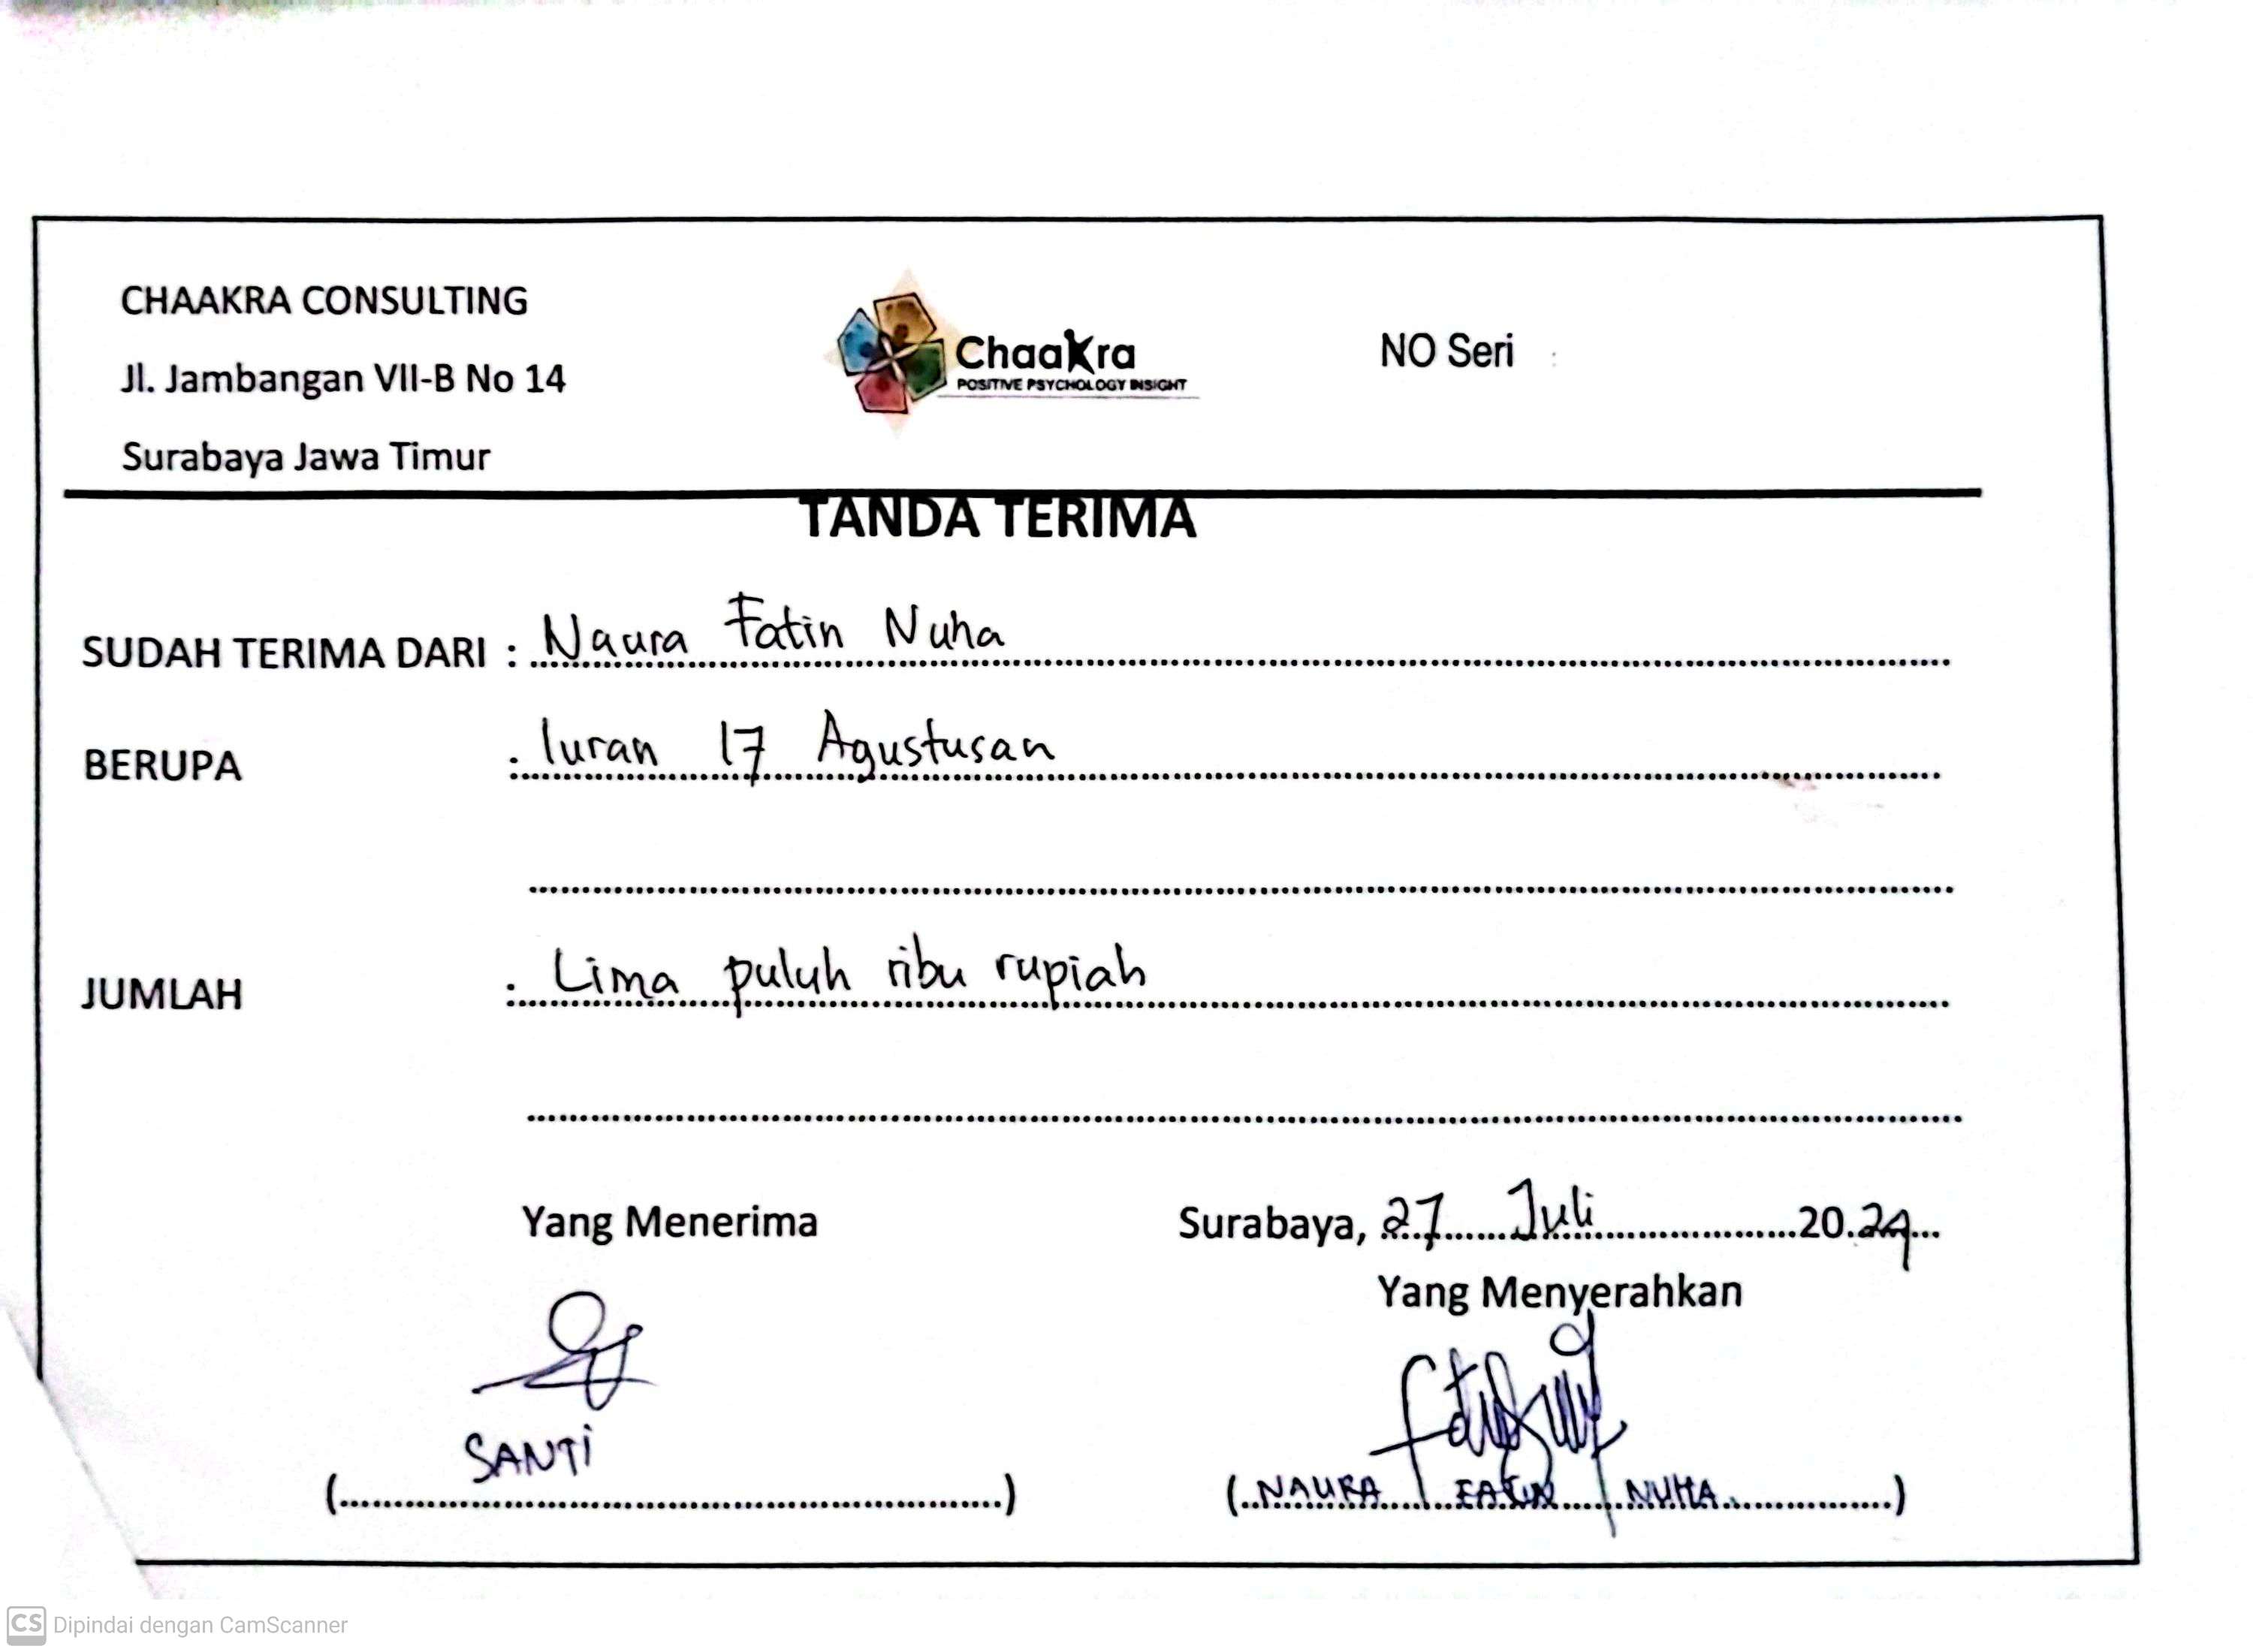 CHAAKRA CONSULTING
Jl. Jambangan VII-B No 14
Surabaya Jawa Timur
Chaakra
POSITIVE PSYCHOLOGY INSIGHT
NO Seri :
TANDA TERIMA
SUDAH TERIMA DARI : Naura Fatin Nuha
BERUPA : Iuran 17 Agustusan
JUMLAH : Lima puluh ribu rupiah
Yang Menerima
Surabaya, 27 Juli 2024
Yang Menyerahkan
SANTI
(....................)
(NAURA FATIN NUHA)
CS Dipindai dengan CamScanner